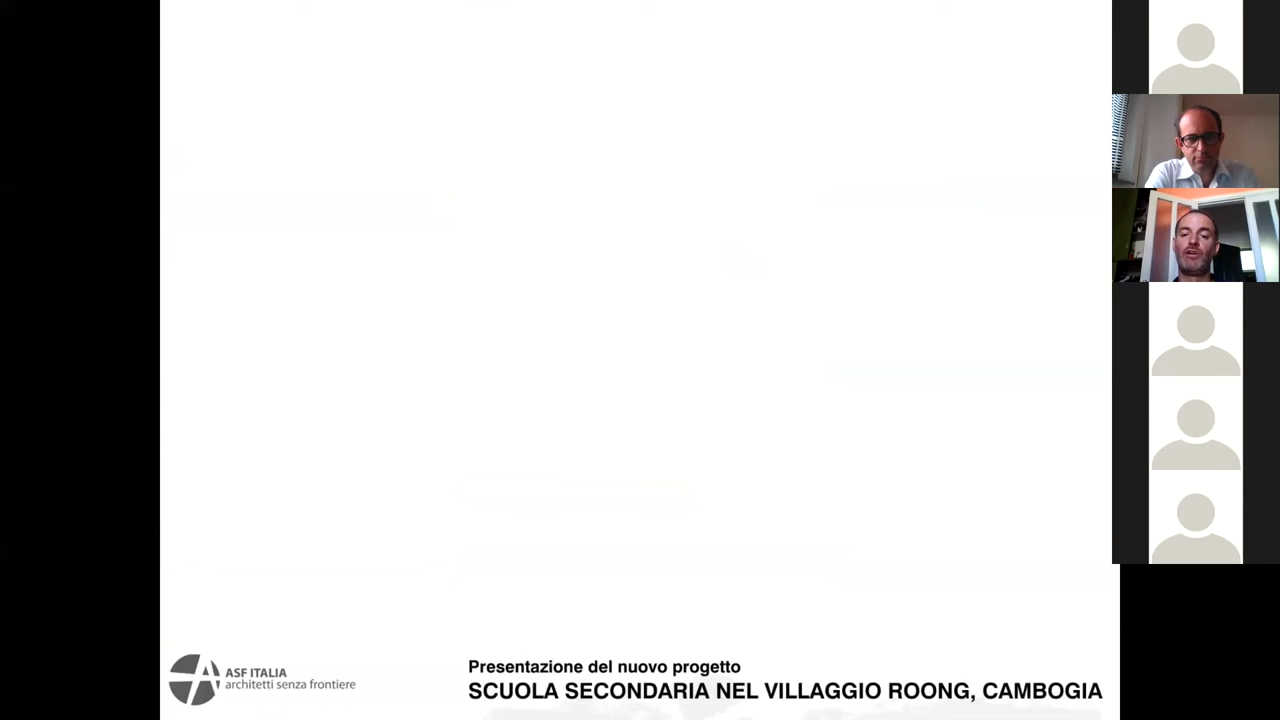 ASF ITALIA
architetti senza frontiere
Presentazione del nuovo progetto
SCUOLA SECONDARIA NEL VILLAGGIO ROONG, CAMBOGIA